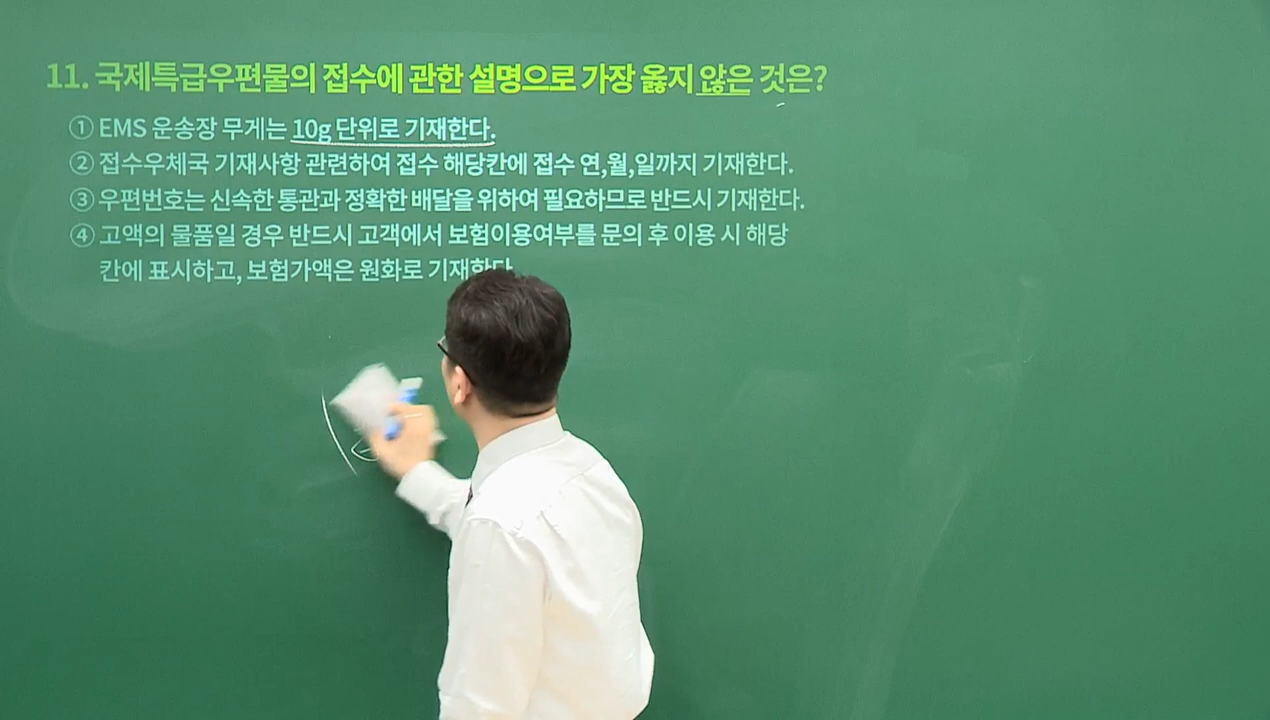 11. 국제특급우편물의 접수에 관한 설명으로 가장 옳지 않은 것은?
① EMS 운송장 무게는 10g 단위로 기재한다.
② 접수우체국 기재사항 관련하여 접수 해당칸에 접수 연,월,일까지 기재한다.
③ 우편번호는 신속한 통관과 정확한 배달을 위하여 필요하므로 반드시 기재한다.
④ 고액의 물품일 경우 반드시 고객에서 보험이용여부를 문의 후 이용 시 해당
칸에 표시하고, 보험가액은 원화로 기재한다.